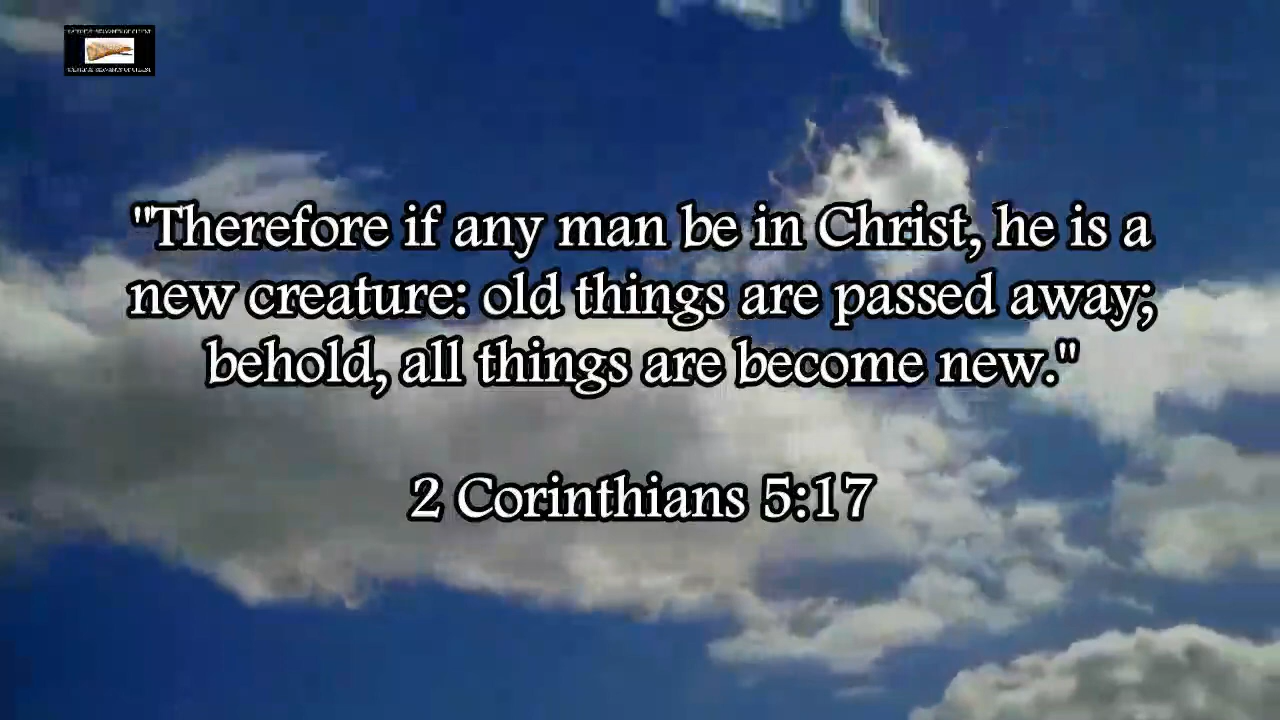 "Therefore if any man be in Christ, he is a
new creature: old things are passed away;
behold, all things are become new."
2 Corinthians 5:17